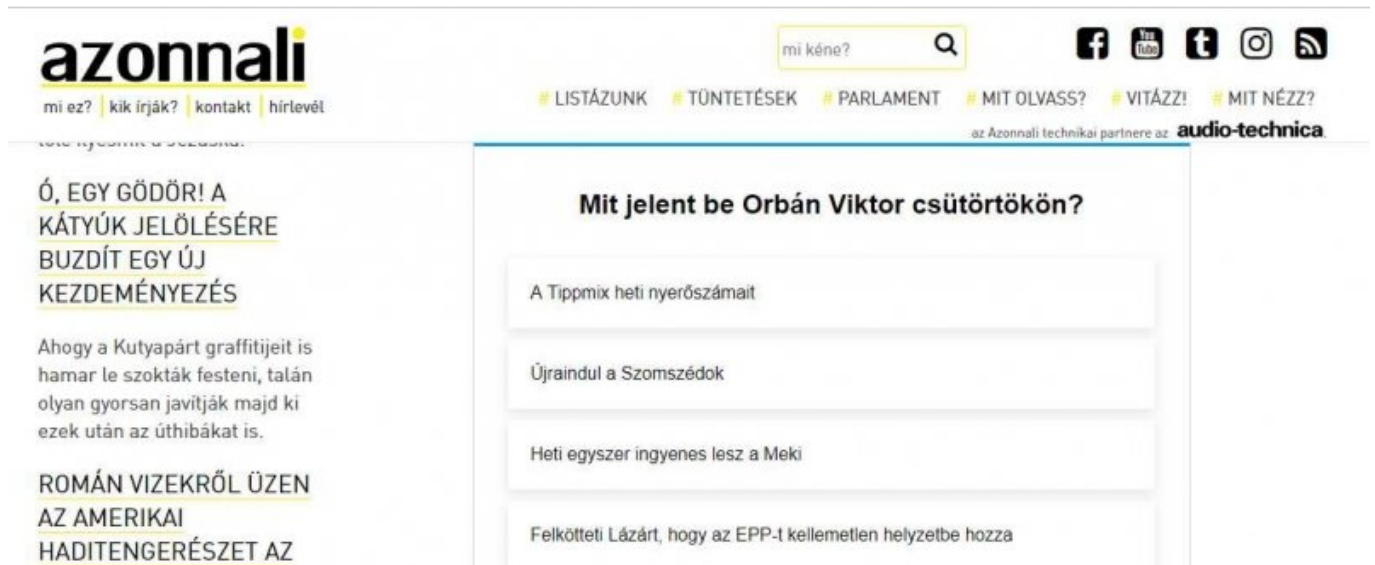 azonnali
mi kéne?
mi ez? kik írják? kontakt hírlevél
# LISTÁZUNK # TÜNTETÉSEK # PARLAMENT # MIT OLVASS? # VITÁZZ! # MIT NÉZZ?
az Azonnali technikai partnere az audio-technica
Ó, EGY GÖDÖR! A
KÁTYÚK JELÖLÉSÉRE
BUZDÍT EGY ÚJ
KEZDEMÉNYEZÉS
Ahogy a Kutyapárt graffitijeit is
hamar le szokták festeni, talán
olyan gyorsan javítják majd ki
ezek után az úthibákat is.
ROMÁN VIZEKRŐL ÜZEN
AZ AMERIKAI
HADITENGERÉSZET AZ
Mit jelent be Orbán Viktor csütörtökön?
A Tippmix heti nyerőszámait
Újraindul a Szomszédok
Heti egyszer ingyenes lesz a Meki
Felkötteti Lázárt, hogy az EPP-t kellemetlen helyzetbe hozza